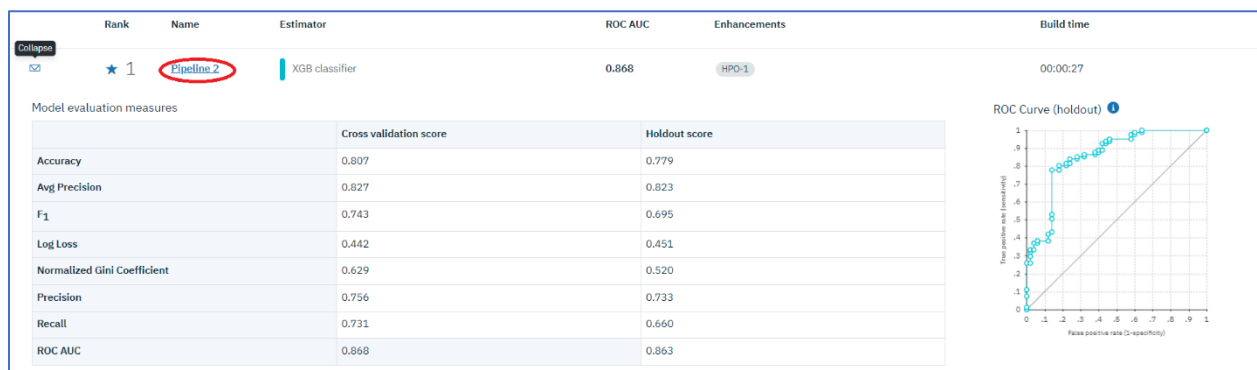 Rank Name Estimator ROC AUC Enhancements Build time
Collapse
1 Pipeline 2 XGB classifier 0.868 HPO-1 00:00:27
Model evaluation measures
Cross validation score Holdout score
Accuracy 0.807 0.779
Avg Precision 0.827 0.823
F1 0.743 0.695
Log Loss 0.442 0.451
Normalized Gini Coefficient 0.629 0.520
Precision 0.756 0.733
Recall 0.731 0.660
ROC AUC 0.868 0.863
ROC Curve (holdout)
True positive rate (sensitivity)
1
.9
.8
.7
.6
.5
.4
.3
.2
.1
0
0 .1 .2 .3 .4 .5 .6 .7 .8 .9 1
False positive rate (1-specificity)